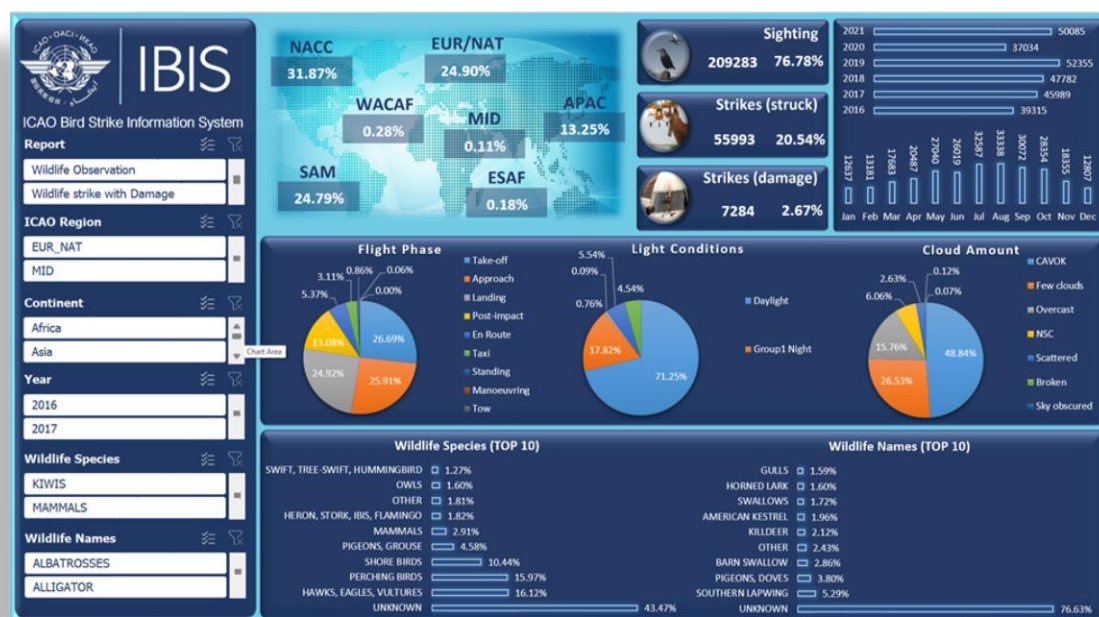 ICAO · OACI · ИКАО
IBIS
ICAO Bird Strike Information System
Report
Wildlife Observation
Wildlife strike with Damage
ICAO Region
EUR_NAT
MID
Continent
Africa
Asia
Chart Area
Year
2016
2017
Wildlife Species
KIWIS
MAMMALS
Wildlife Names
ALBATROSSES
ALLIGATOR
NACC
31.87%
EUR/NAT
24.90%
WACAF
0.28%
MID
0.11%
APAC
13.25%
SAM
24.79%
ESAF
0.18%
Sighting
209283 76.78%
Strikes (struck)
55993 20.54%
Strikes (damage)
7284 2.67%
2021 50085
2020 37034
2019 52355
2018 47782
2017 45989
2016 39315
12637 13181 17683 20487 27040 26019 32587 33338 30072 28354 18335 12807
Jan Feb Mar Apr May Jun Jul Aug Sep Oct Nov Dec
Flight Phase
0.86% 0.06%
3.11% 0.00%
5.37%
13.08% 26.69%
24.92% 25.91%
Take-off
Approach
Landing
Post-impact
En Route
Taxi
Standing
Manoeuvring
Tow
Light Conditions
5.54%
0.09% 4.54%
0.76%
17.82%
71.25%
Daylight
Group1 Night
Cloud Amount
0.12%
2.63% 0.07%
6.06%
15.76% 48.84%
26.53%
CAVOK
Few clouds
Overcast
NSC
Scattered
Broken
Sky obscured
Wildlife Species (TOP 10)
SWIFT, TREE-SWIFT, HUMMINGBIRD 1.27%
OWLS 1.60%
OTHER 1.81%
HERON, STORK, IBIS, FLAMINGO 1.82%
MAMMALS 2.91%
PIGEONS, GROUSE 4.58%
SHORE BIRDS 10.44%
PERCHING BIRDS 15.97%
HAWKS, EAGLES, VULTURES 16.12%
UNKNOWN 43.47%
Wildlife Names (TOP 10)
GULLS 1.59%
HORNED LARK 1.60%
SWALLOWS 1.72%
AMERICAN KESTREL 1.96%
KILLDEER 2.12%
OTHER 2.43%
BARN SWALLOW 2.86%
PIGEONS, DOVES 3.80%
SOUTHERN LAPWING 5.29%
UNKNOWN 76.63%